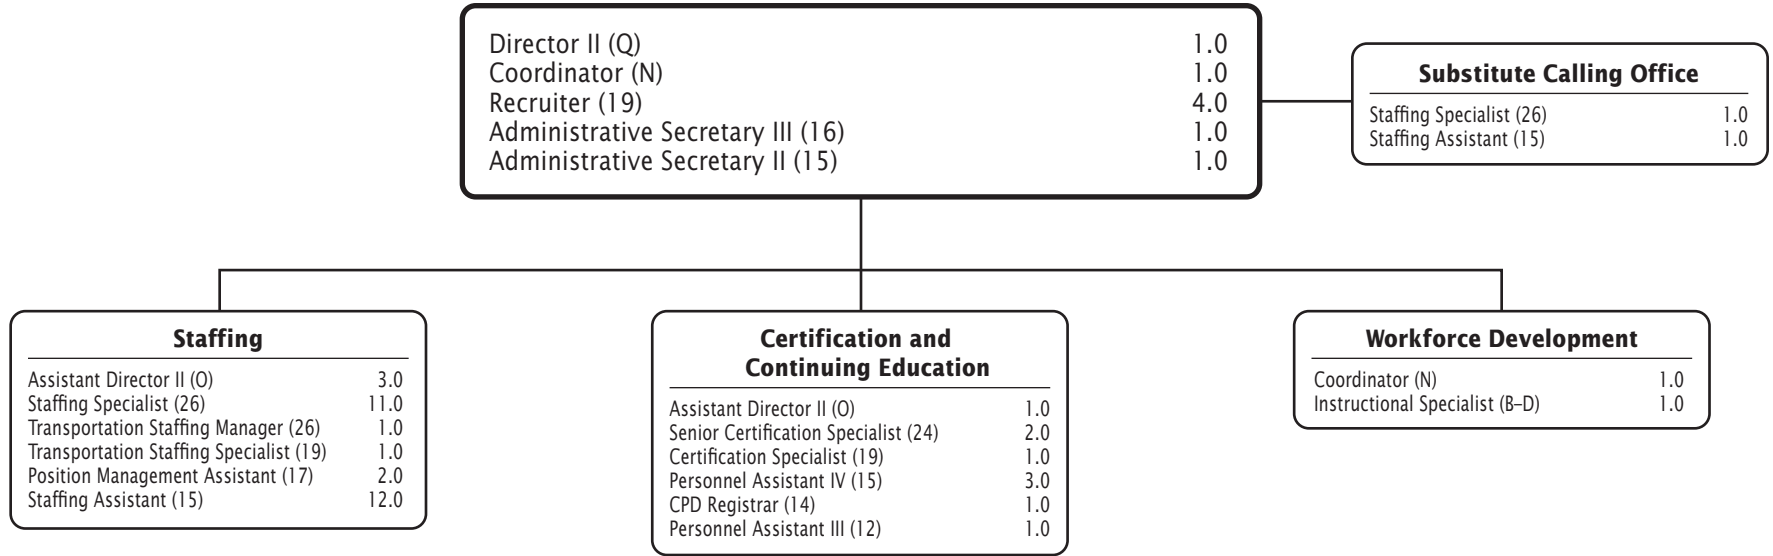 Director II (Q) 1.0
Coordinator (N) 1.0
Recruiter (19) 4.0
Administrative Secretary III (16) 1.0
Administrative Secretary II (15) 1.0
Substitute Calling Office
Staffing Specialist (26) 1.0
Staffing Assistant (15) 1.0
Staffing
Assistant Director II (O) 3.0
Staffing Specialist (26) 11.0
Transportation Staffing Manager (26) 1.0
Transportation Staffing Specialist (19) 1.0
Position Management Assistant (17) 2.0
Staffing Assistant (15) 12.0
Certification and
Continuing Education
Assistant Director II (O) 1.0
Senior Certification Specialist (24) 2.0
Certification Specialist (19) 1.0
Personnel Assistant IV (15) 3.0
CPD Registrar (14) 1.0
Personnel Assistant III (12) 1.0
Workforce Development
Coordinator (N) 1.0
Instructional Specialist (B–D) 1.0